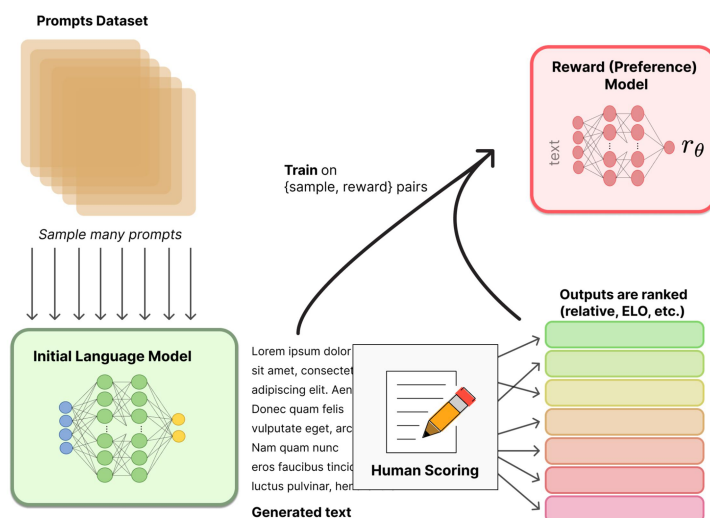 Prompts Dataset
Sample many prompts
Initial Language Model
Train on
{sample, reward} pairs
Reward (Preference)
Model
text
r_θ
Lorem ipsum dolor
sit amet, consectet
adipiscing elit. Aen
Donec quam felis
vulputate eget, arc
Nam quam nunc
eros faucibus tincid
luctus pulvinar, her
Generated text
Human Scoring
Outputs are ranked
(relative, ELO, etc.)